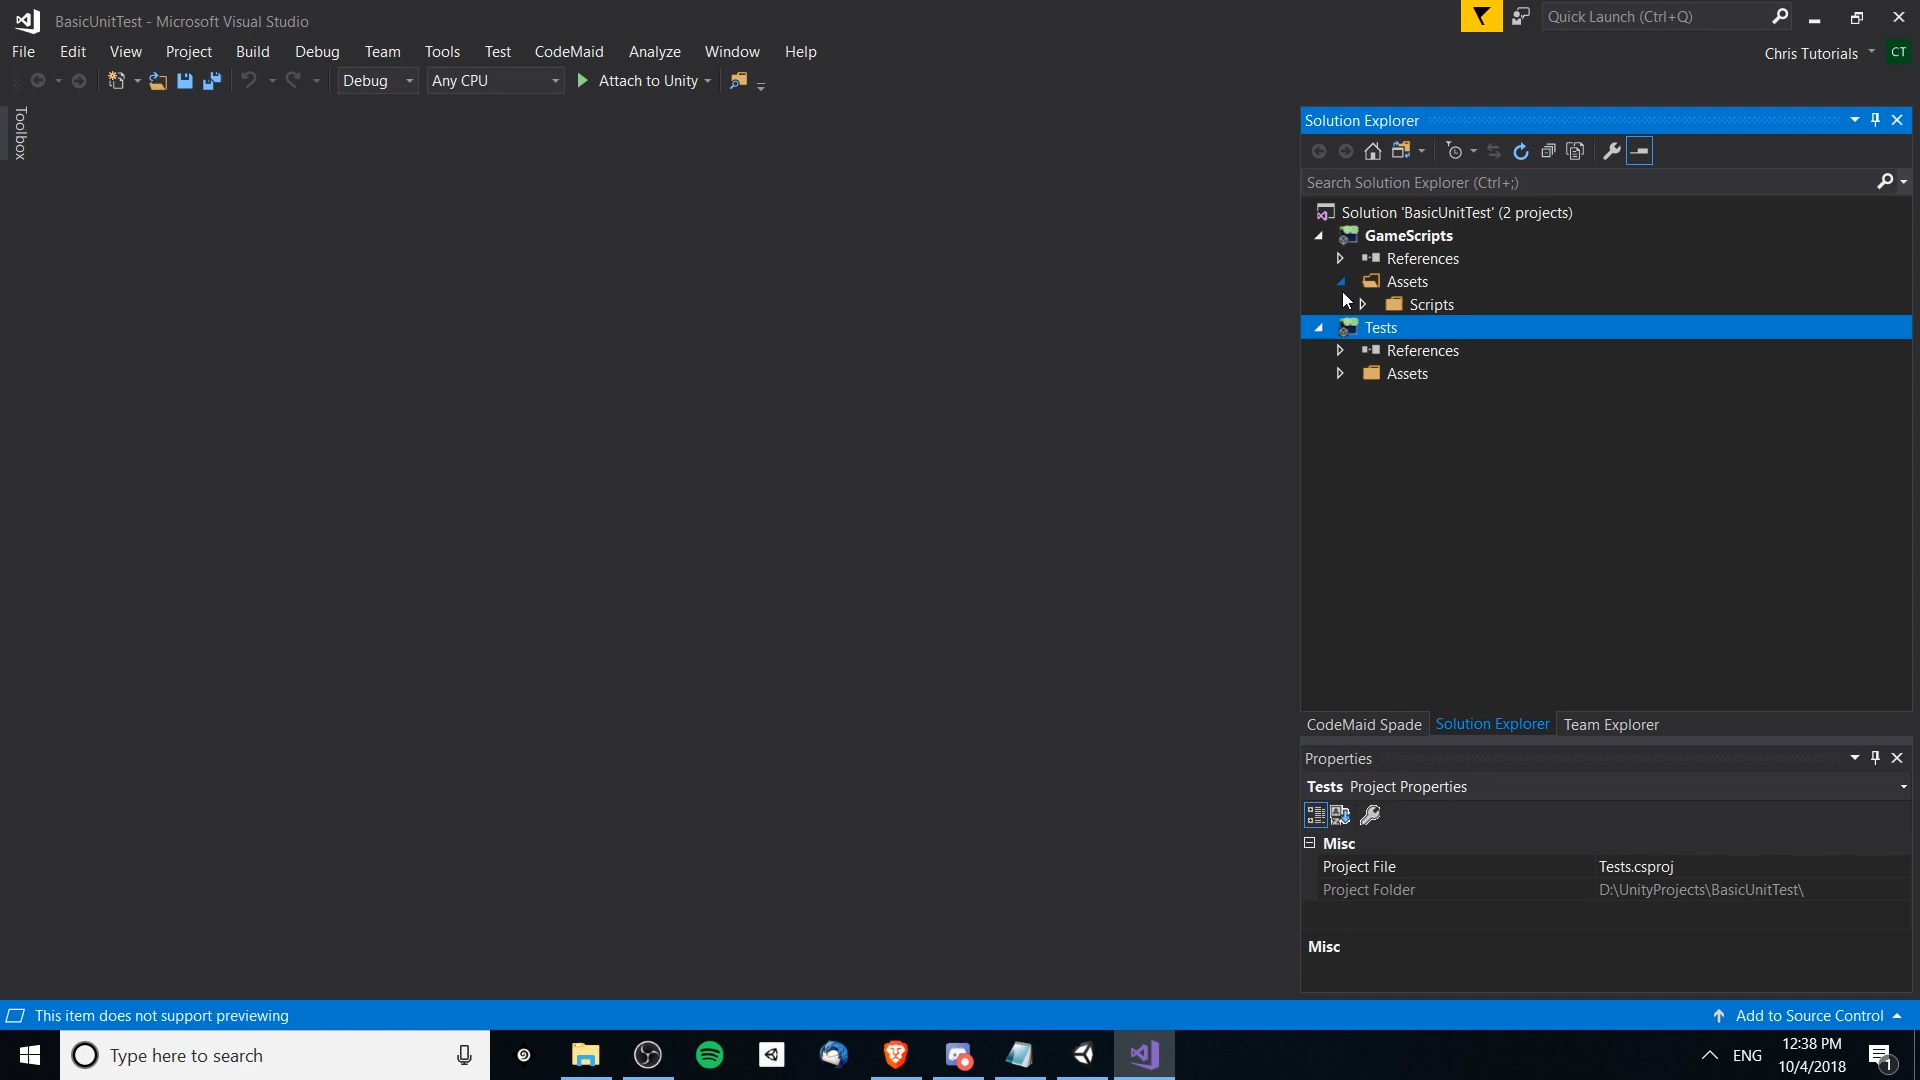 BasicUnitTest - Microsoft Visual Studio
Quick Launch (Ctrl+Q)
File Edit View Project Build Debug Team Tools Test CodeMaid Analyze Window Help
Chris Tutorials CT
Debug Any CPU Attach to Unity
Toolbox
Solution Explorer
Search Solution Explorer (Ctrl+;)
Solution 'BasicUnitTest' (2 projects)
GameScripts
References
Assets
Scripts
Tests
References
Assets
CodeMaid Spade Solution Explorer Team Explorer
Properties
Tests Project Properties
Misc
Project File Tests.csproj
Project Folder D:\UnityProjects\BasicUnitTest\
Misc
This item does not support previewing
Add to Source Control
Type here to search
ENG
12:38 PM
10/4/2018
1